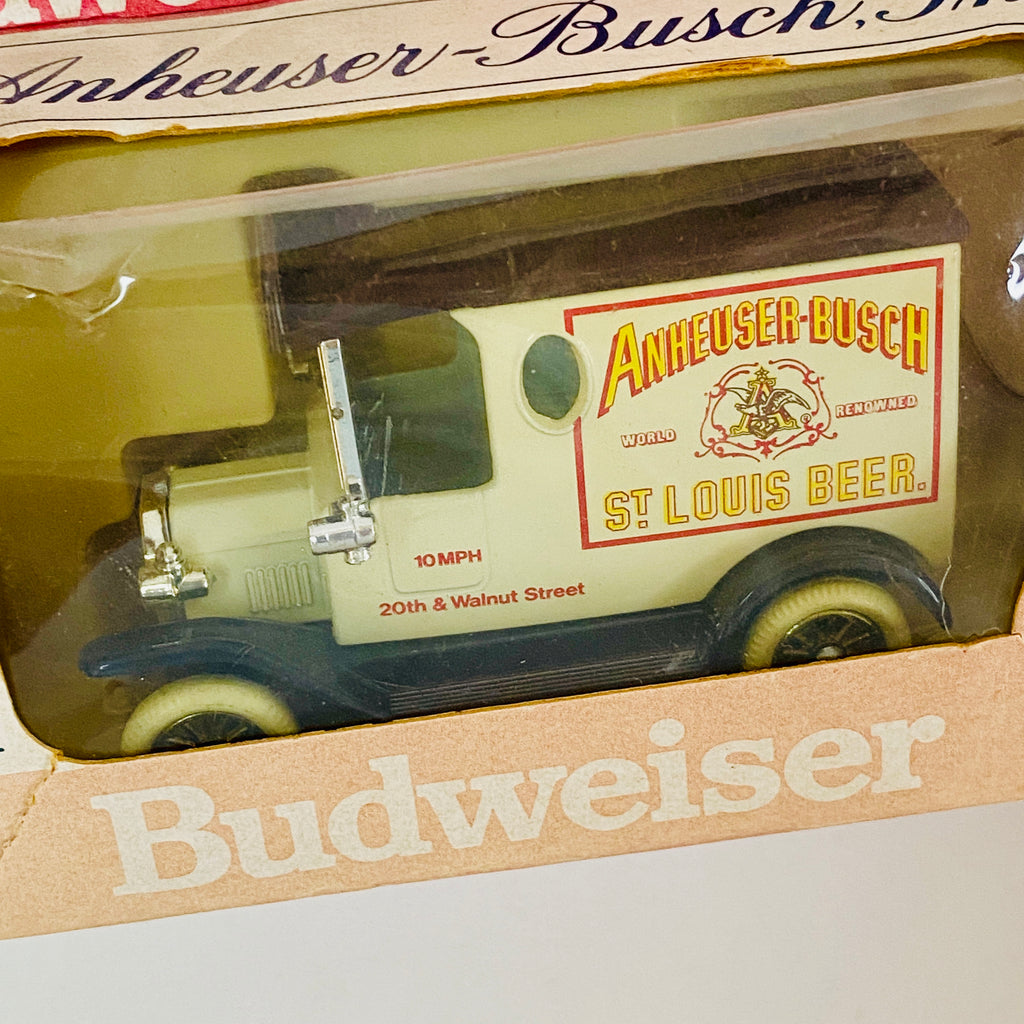 Anheuser-Busch,
ANHEUSER-BUSCH
WORLD RENOWNED
A
ST. LOUIS BEER.
10 MPH
20th & Walnut Street
Budweiser